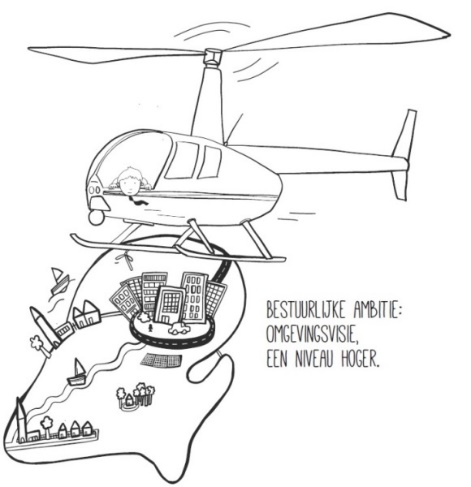 BESTUURLIJKE AMBITIE:
OMGEVINGSVISIE,
EEN NIVEAU HOGER.